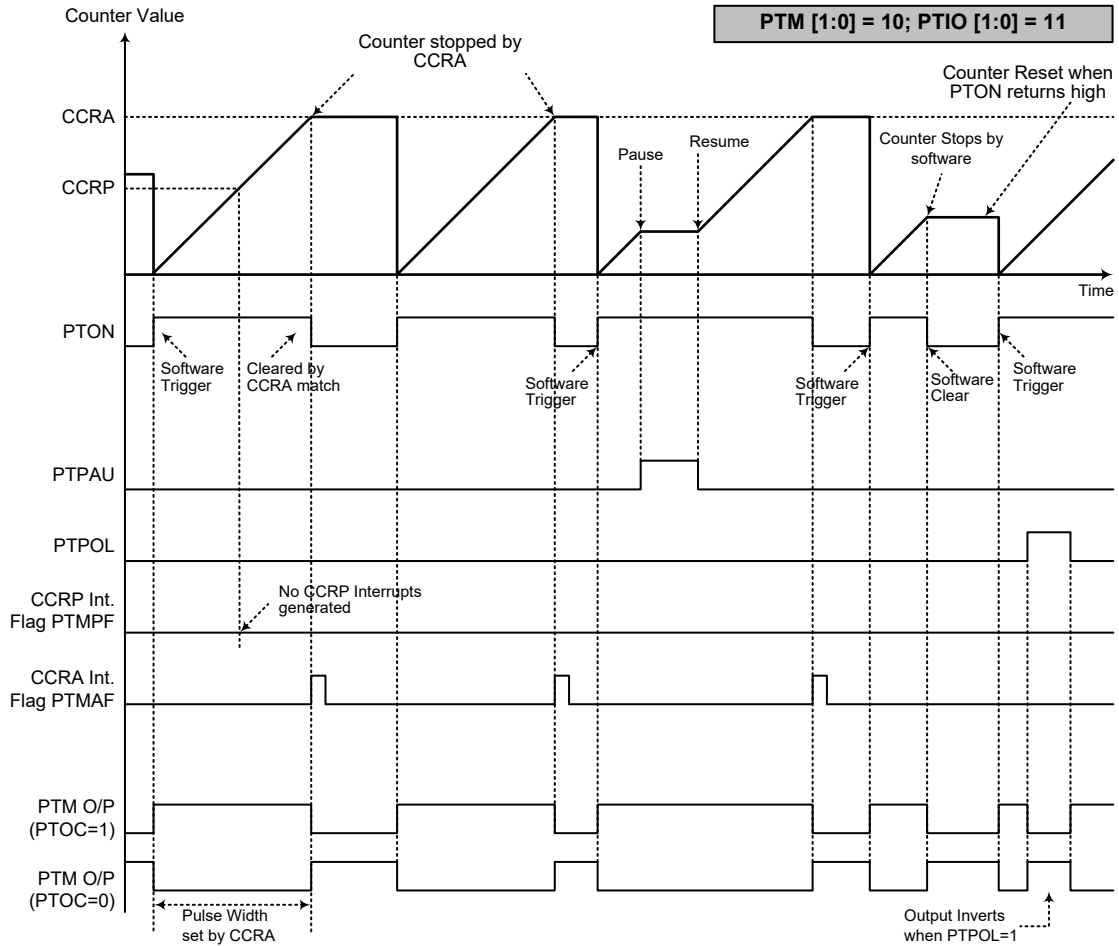 Counter Value
PTM [1:0] = 10; PTIO [1:0] = 11
Counter stopped by
CCRA
Counter Reset when
PTON returns high
CCRA
Pause
Resume
Counter Stops by
software
CCRP
Time
PTON
Software
Trigger
Cleared by
CCRA match
Software
Trigger
Software
Trigger
Software
Clear
Software
Trigger
PTPAU
PTPOL
CCRP Int.
Flag PTMPF
No CCRP Interrupts
generated
CCRA Int.
Flag PTMAF
PTM O/P
(PTOC=1)
PTM O/P
(PTOC=0)
Pulse Width
set by CCRA
Output Inverts
when PTPOL=1